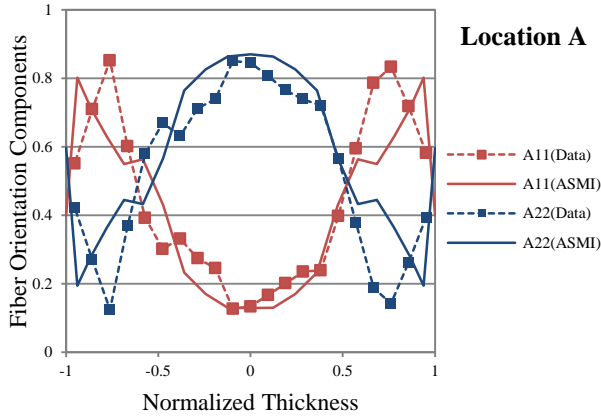 Location A
Fiber Orientation Components
1
0.8
0.6
0.4
0.2
0
-1
-0.5
0
0.5
1
Normalized Thickness
A11(Data)
A11(ASMI)
A22(Data)
A22(ASMI)